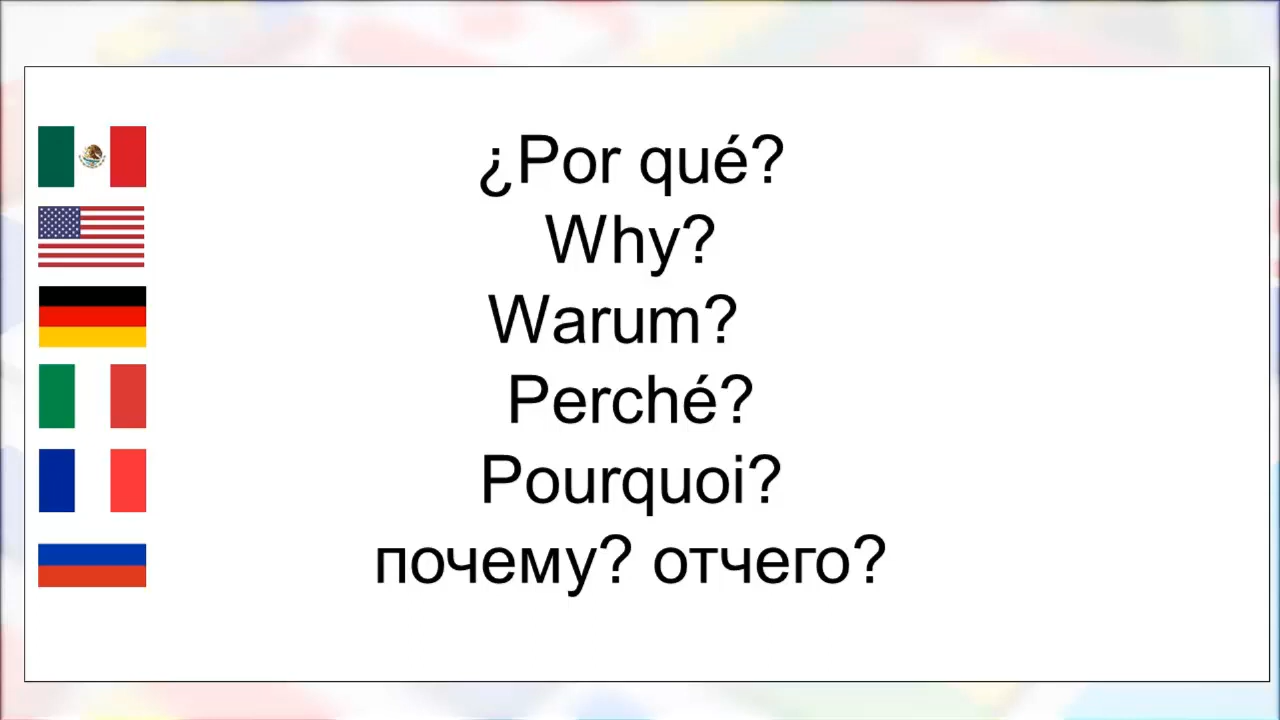 ¿Por qué?
Why?
Warum?
Perché?
Pourquoi?
почему? отчего?